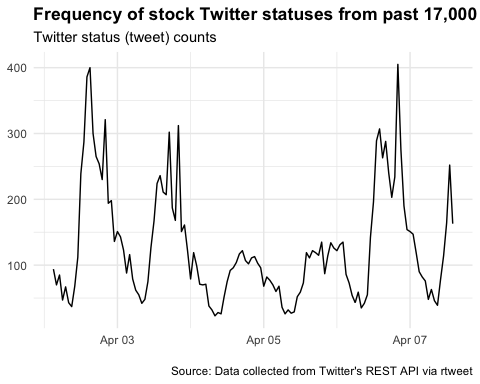 Frequency of stock Twitter statuses from past 17,000
Twitter status (tweet) counts
400
300
200
100
Apr 03 Apr 05 Apr 07
Source: Data collected from Twitter's REST API via rtweet